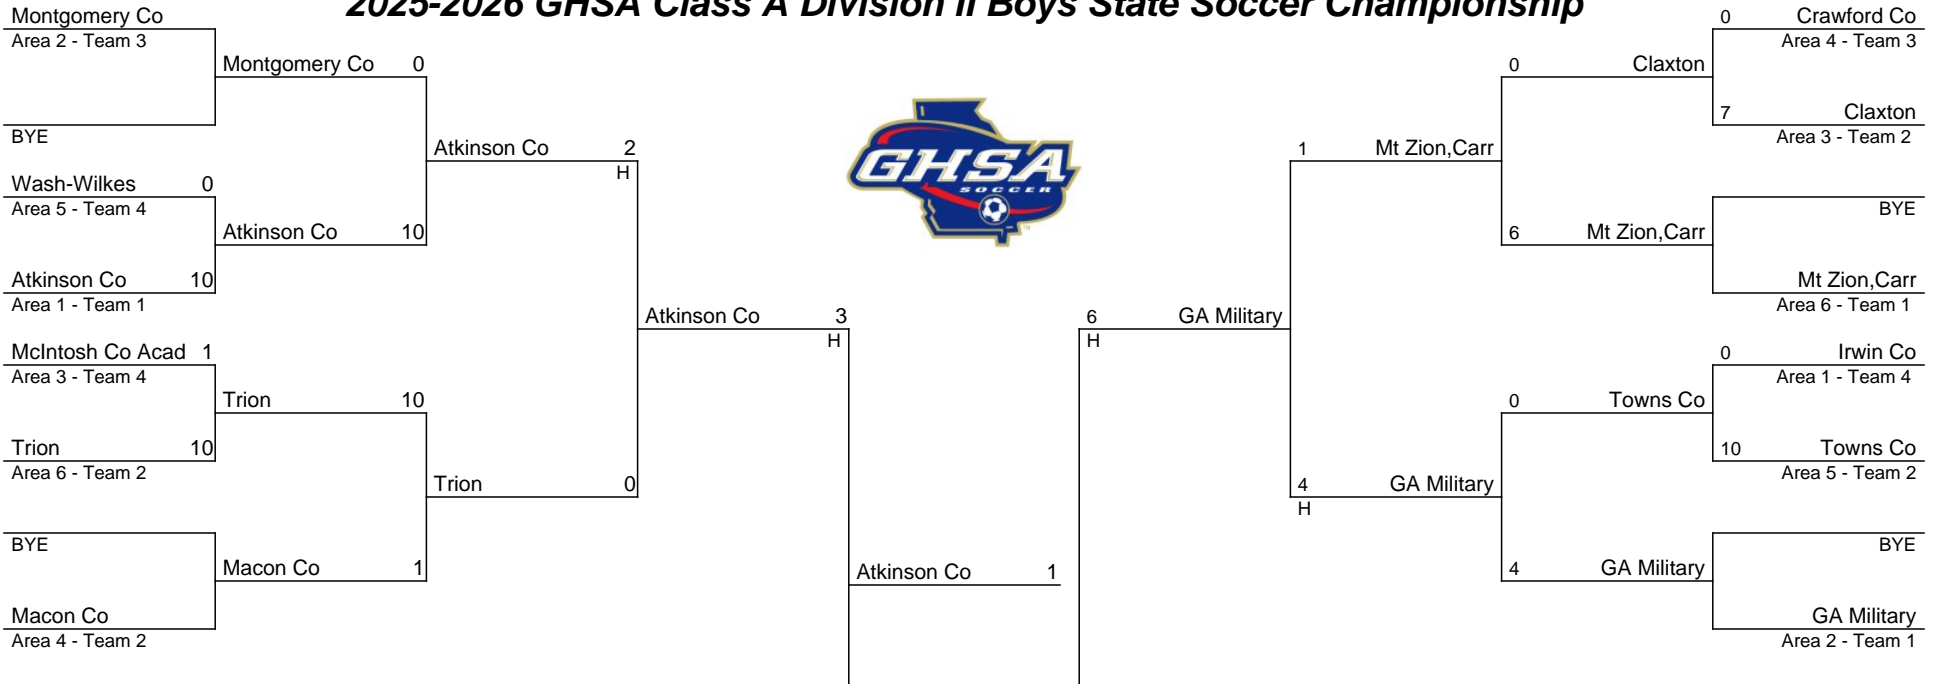 2025-2026 GHSA Class A Division II Boys State Soccer Championship
Montgomery Co
Area 2 - Team 3
BYE
Wash-Wilkes 0
Area 5 - Team 4
Atkinson Co 10
Area 1 - Team 1
McIntosh Co Acad 1
Area 3 - Team 4
Trion 10
Area 6 - Team 2
BYE
Macon Co
Area 4 - Team 2
Montgomery Co 0
Atkinson Co 10
Trion 10
Macon Co 1
Atkinson Co 2
H
Trion 0
Atkinson Co 3
H
Atkinson Co 1
GHSA
SOCCER
6 GA Military
H
1 Mt Zion,Carr
4 GA Military
H
0 Claxton
6 Mt Zion,Carr
0 Towns Co
4 GA Military
0 Crawford Co
Area 4 - Team 3
7 Claxton
Area 3 - Team 2
BYE
Mt Zion,Carr
Area 6 - Team 1
0 Irwin Co
Area 1 - Team 4
10 Towns Co
Area 5 - Team 2
BYE
GA Military
Area 2 - Team 1